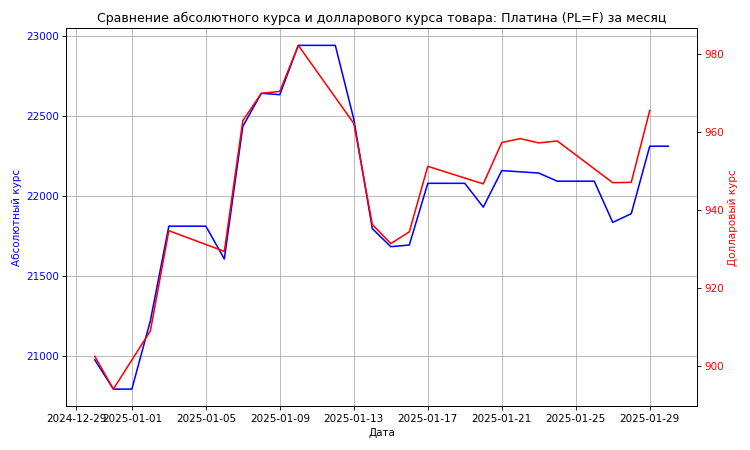 Сравнение абсолютного курса и долларового курса товара: Платина (PL=F) за месяц
Абсолютный курс
23000
22500
22000
21500
21000
980
960
940
920
900
Долларовый курс
2024-12-29 2025-01-01 2025-01-05 2025-01-09 2025-01-13 2025-01-17 2025-01-21 2025-01-25 2025-01-29
Дата